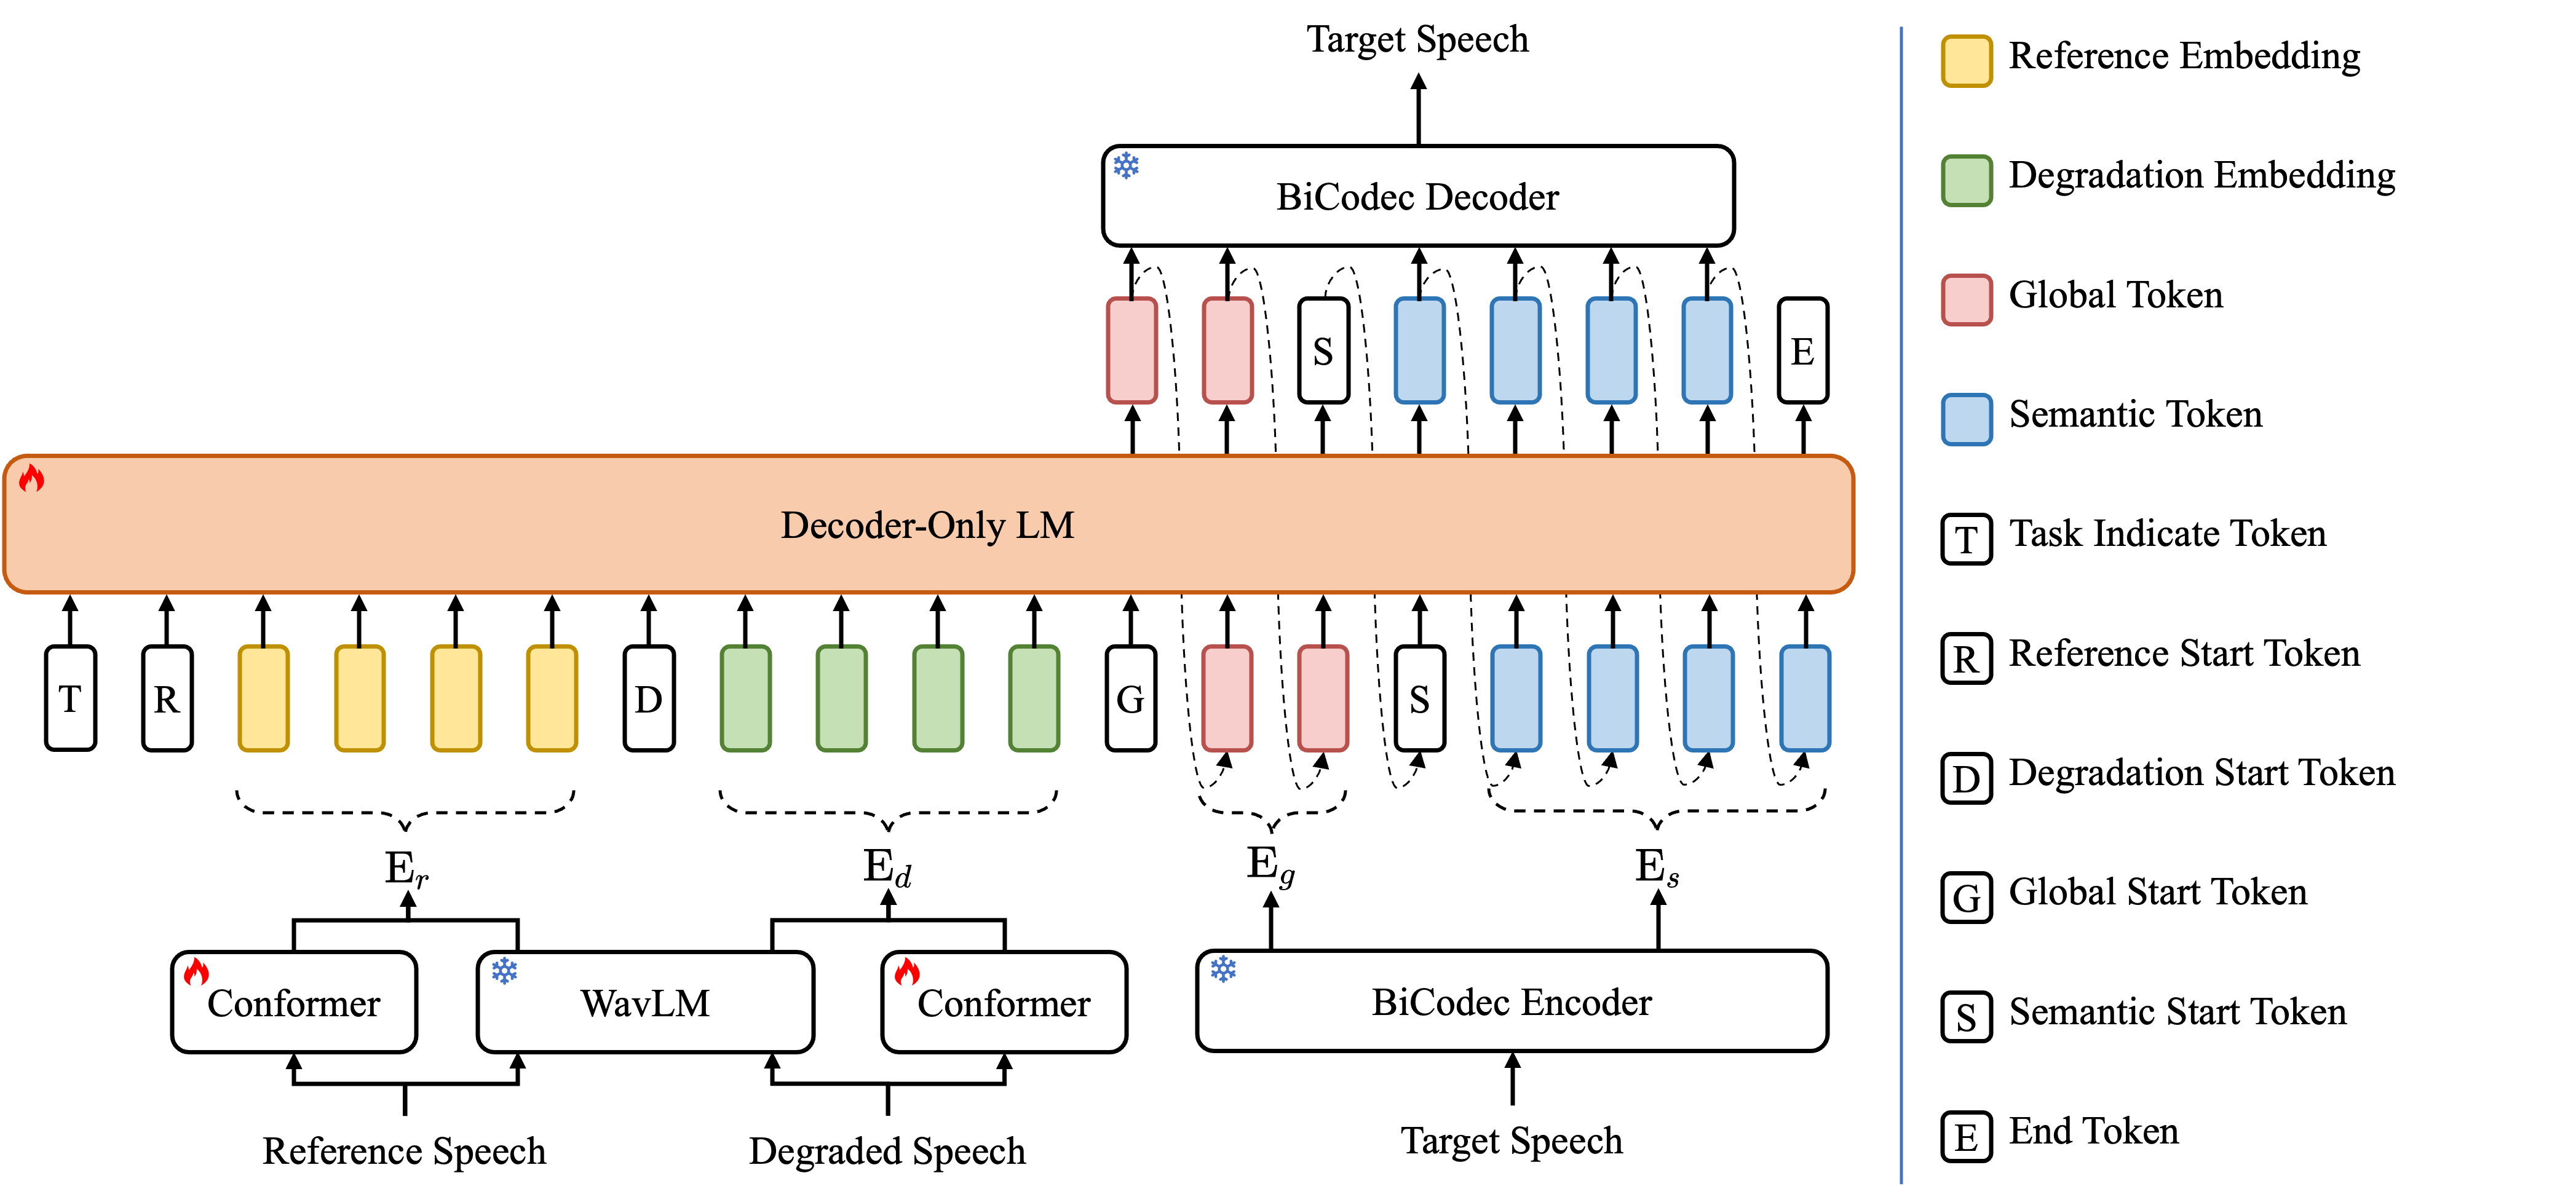 Target Speech
BiCodec Decoder
S
E
Decoder-Only LM
T
R
D
G
S
E_r
E_d
E_g
E_s
Conformer
WavLM
Conformer
BiCodec Encoder
Reference Speech
Degraded Speech
Target Speech
Reference Embedding
Degradation Embedding
Global Token
Semantic Token
T Task Indicate Token
R Reference Start Token
D Degradation Start Token
G Global Start Token
S Semantic Start Token
E End Token